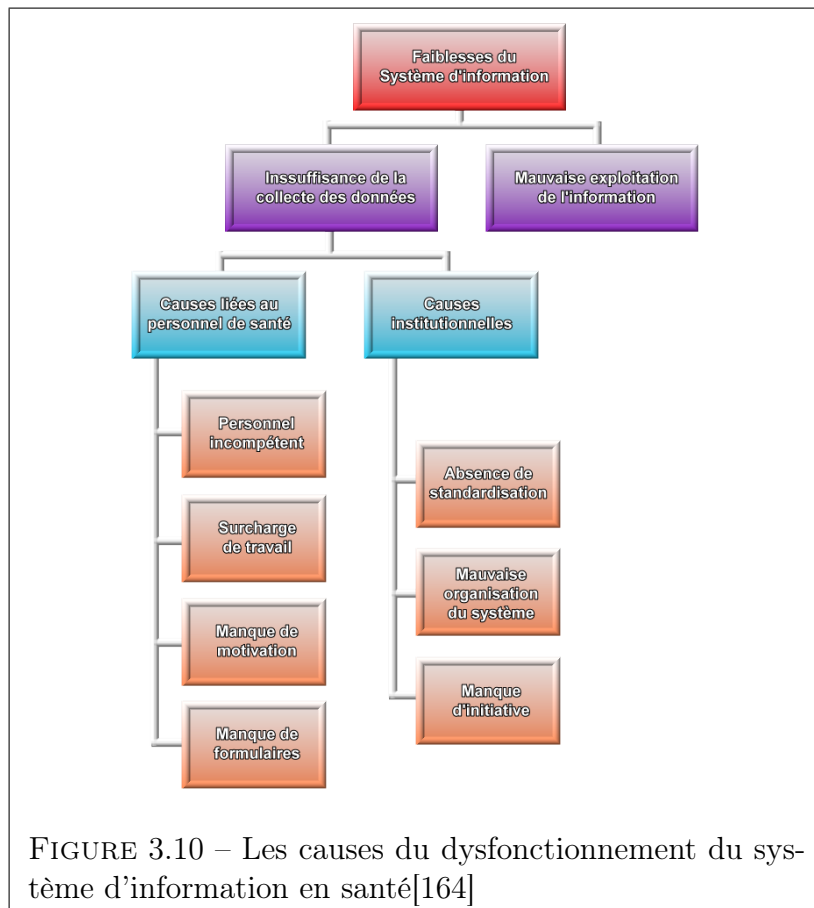 Faiblesses du
Système d'information
Inssuffisance de la
collecte des données
Mauvaise exploitation
de l'information
Causes liées au
personnel de santé
Causes
institutionnelles
Personnel
incompétent
Surcharge
de travail
Manque de
motivation
Manque de
formulaires
Absence de
standardisation
Mauvaise
organisation
du système
Manque
d'initiative
FIGURE 3.10 – Les causes du dysfonctionnement du sys-
tème d'information en santé[164]